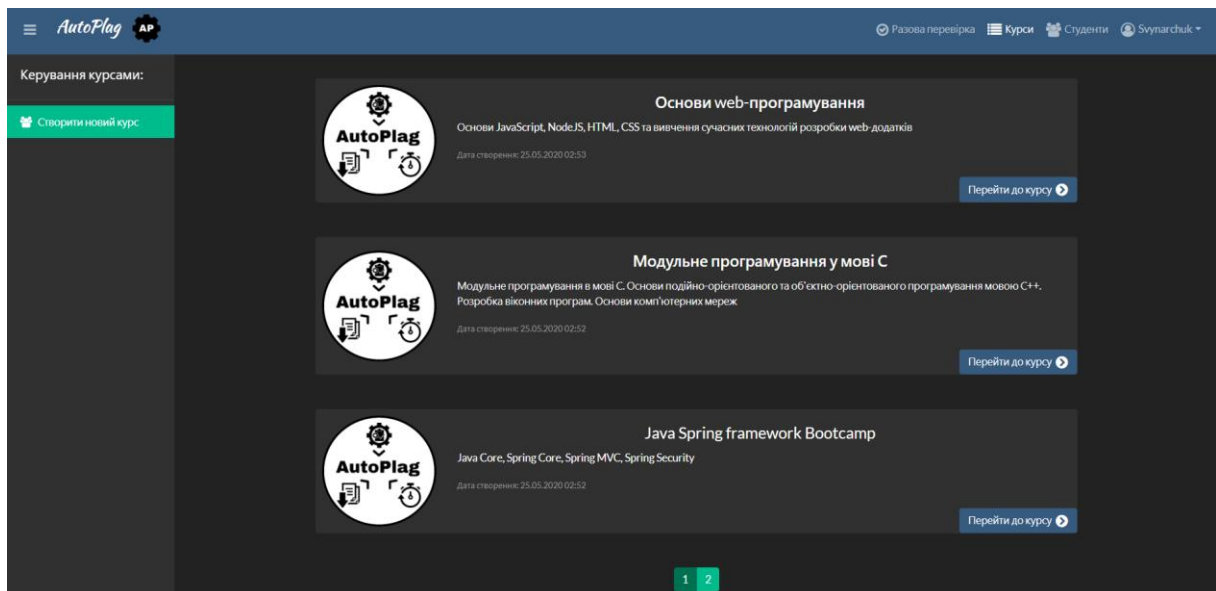 AutoPlag AP
Разова перевірка Курси Студенти Svynarchuk
Керування курсами:
Створити новий курс
AutoPlag
Основи web-програмування
Основи JavaScript, NodeJS, HTML, CSS та вивчення сучасних технологій розробки web-додатків
Дата створення: 25.05.2020 02:53
Перейти до курсу
AutoPlag
Модульне програмування у мові С
Модульне програмування в мові С. Основи подійно-орієнтованого та об'єктно-орієнтованого програмування мовою С++.
Розробка віконних програм. Основи комп'ютерних мереж
Дата створення: 25.05.2020 02:52
Перейти до курсу
AutoPlag
Java Spring framework Bootcamp
Java Core, Spring Core, Spring MVC, Spring Security
Дата створення: 25.05.2020 02:52
Перейти до курсу
1 2